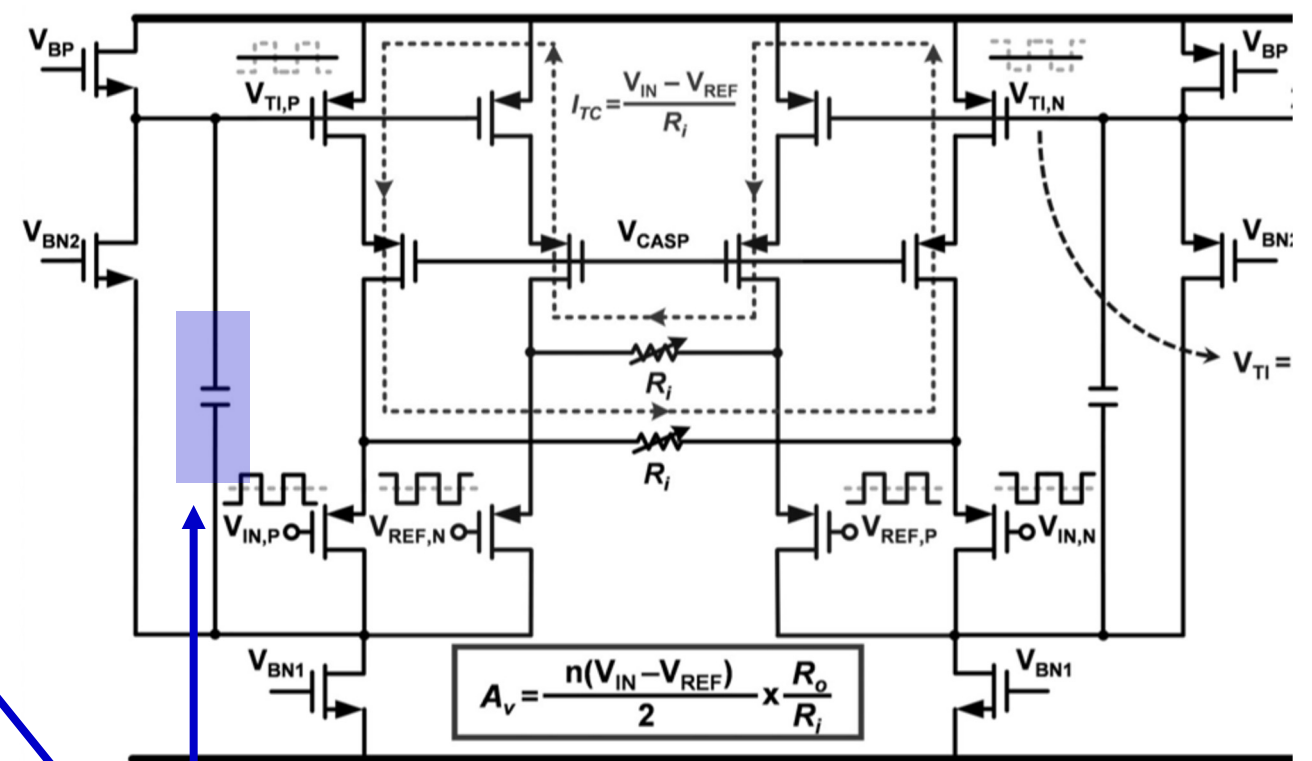 V_BP
V_TI,P
I_TC = (V_IN – V_REF) / R_i
V_TI,N
V_BP
V_BN2
V_CASP
V_BN2
R_i
V_TI =
R_i
V_IN,P
V_REF,N
V_REF,P
V_IN,N
V_BN1
A_v = n(V_IN – V_REF) / 2 x R_o / R_i
V_BN1